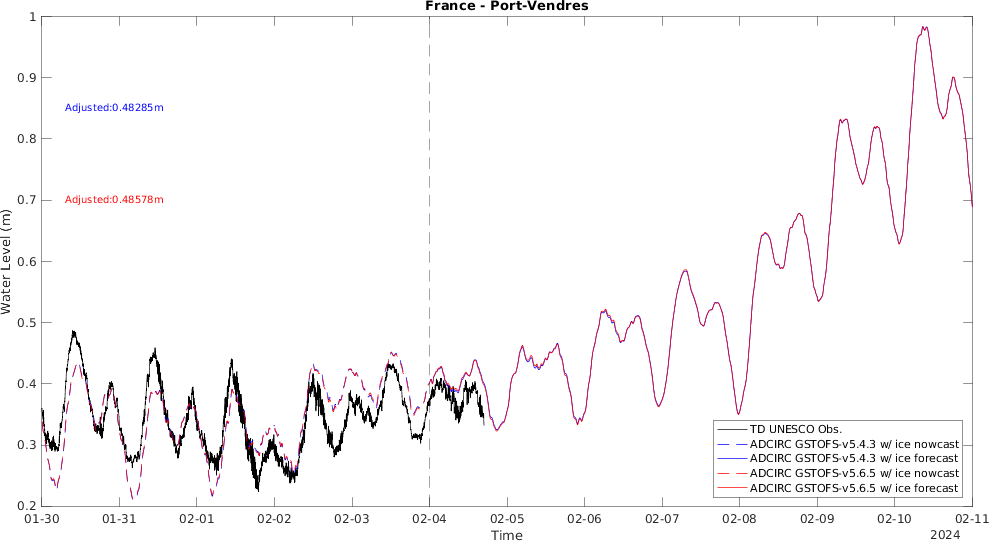 France - Port-Vendres
1
0.9
Adjusted:0.48285m
0.8
0.7
Adjusted:0.48578m
Water Level (m)
0.6
0.5
0.4
0.3
0.2
TD UNESCO Obs.
ADCIRC GSTOFS-v5.4.3 w/ ice nowcast
ADCIRC GSTOFS-v5.4.3 w/ ice forecast
ADCIRC GSTOFS-v5.6.5 w/ ice nowcast
ADCIRC GSTOFS-v5.6.5 w/ ice forecast
01-30 01-31 02-01 02-02 02-03 02-04 02-05 02-06 02-07 02-08 02-09 02-10 02-11
Time
2024